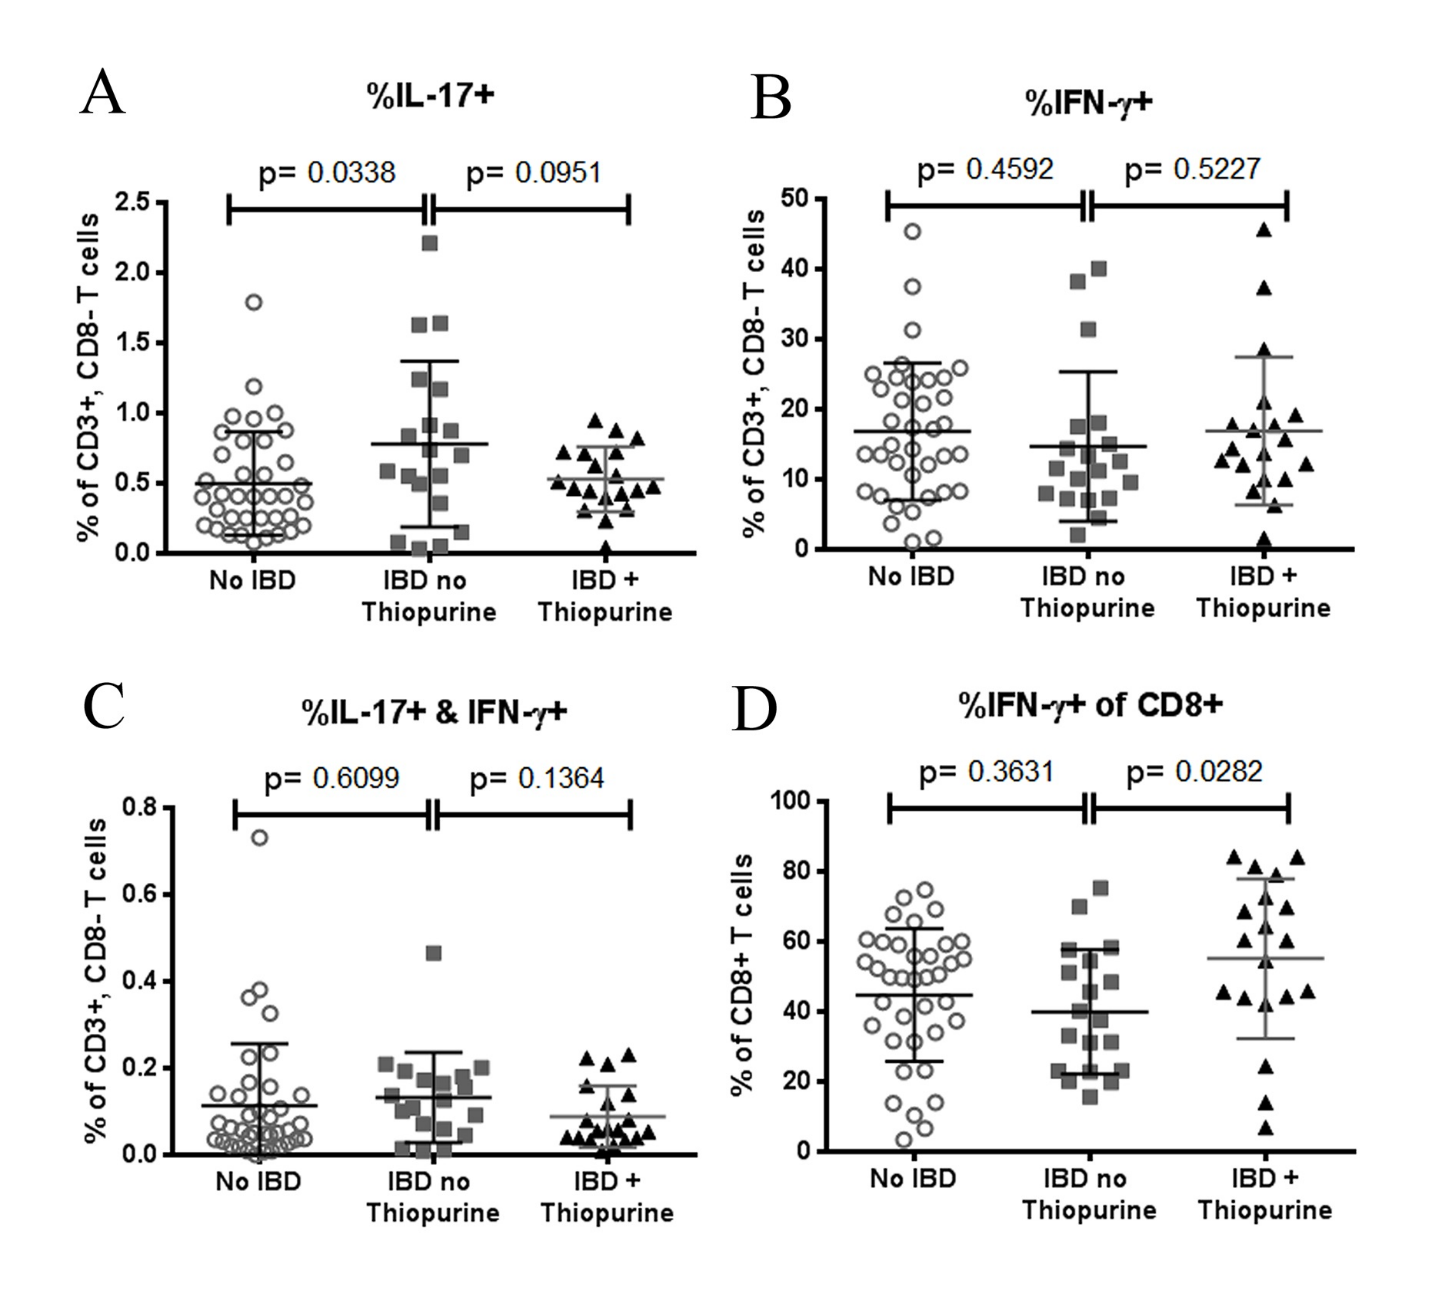 A
%IL-17+
p= 0.0338
p= 0.0951
% of CD3+, CD8- T cells
2.5
2.0
1.5
1.0
0.5
0.0
No IBD
IBD no
Thiopurine
IBD +
Thiopurine
B
%IFN-γ+
p= 0.4592
p= 0.5227
% of CD3+, CD8- T cells
50
40
30
20
10
0
No IBD
IBD no
Thiopurine
IBD +
Thiopurine
C
%IL-17+ & IFN-γ+
p= 0.6099
p= 0.1364
% of CD3+, CD8- T cells
0.8
0.6
0.4
0.2
0.0
No IBD
IBD no
Thiopurine
IBD +
Thiopurine
D
%IFN-γ+ of CD8+
p= 0.3631
p= 0.0282
% of CD8+ T cells
100
80
60
40
20
0
No IBD
IBD no
Thiopurine
IBD +
Thiopurine